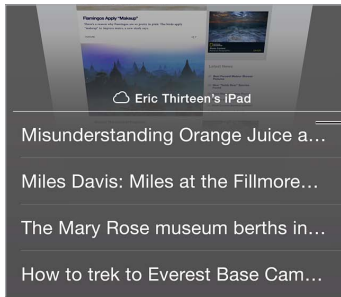 Flamingos Apply "Makeup"
Eric Thirteen's iPad
Misunderstanding Orange Juice a...
Miles Davis: Miles at the Fillmore...
The Mary Rose museum berths in...
How to trek to Everest Base Cam...